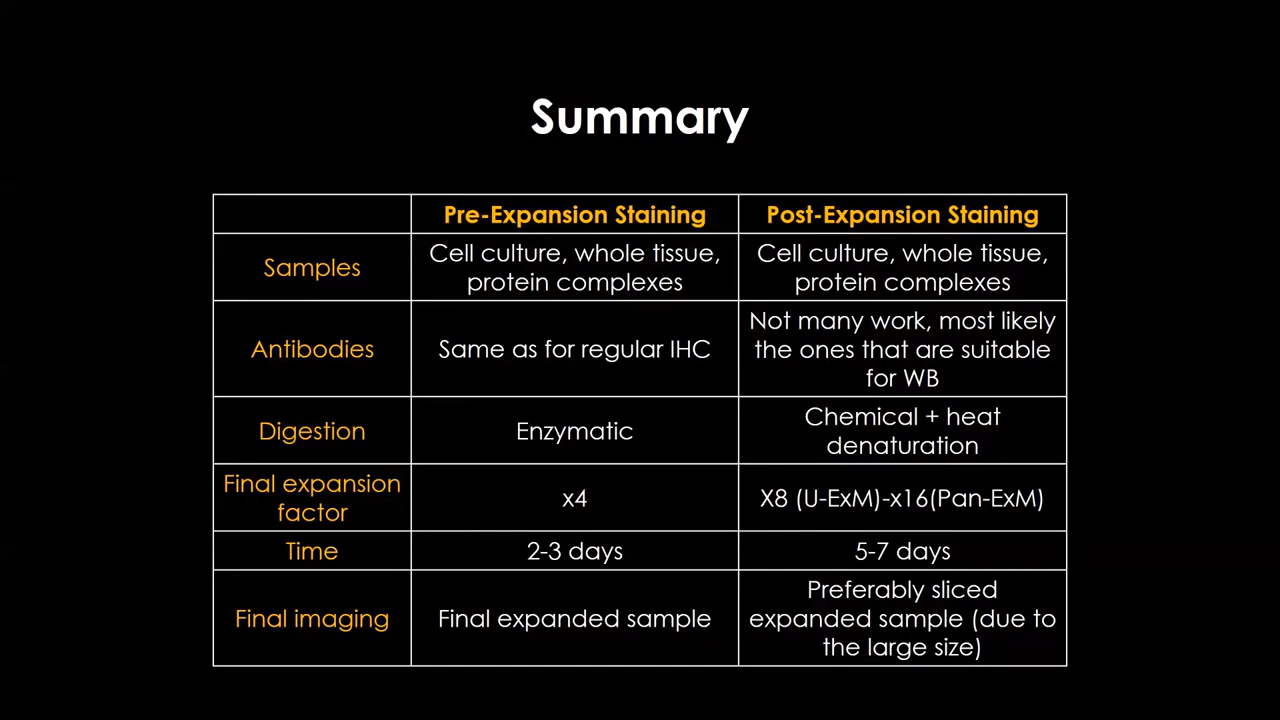 Summary
Pre-Expansion Staining
Post-Expansion Staining
Samples
Cell culture, whole tissue,
protein complexes
Cell culture, whole tissue,
protein complexes
Antibodies
Same as for regular IHC
Not many work, most likely
the ones that are suitable
for WB
Digestion
Enzymatic
Chemical + heat
denaturation
Final expansion
factor
x4
X8 (U-ExM)-x16(Pan-ExM)
Time
2-3 days
5-7 days
Final imaging
Final expanded sample
Preferably sliced
expanded sample (due to
the large size)